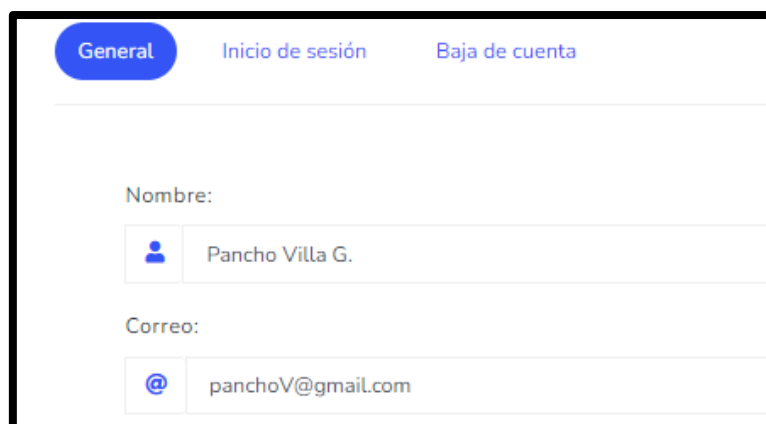 General Inicio de sesión Baja de cuenta
Nombre:
Pancho Villa G.
Correo:
@ panchoV@gmail.com